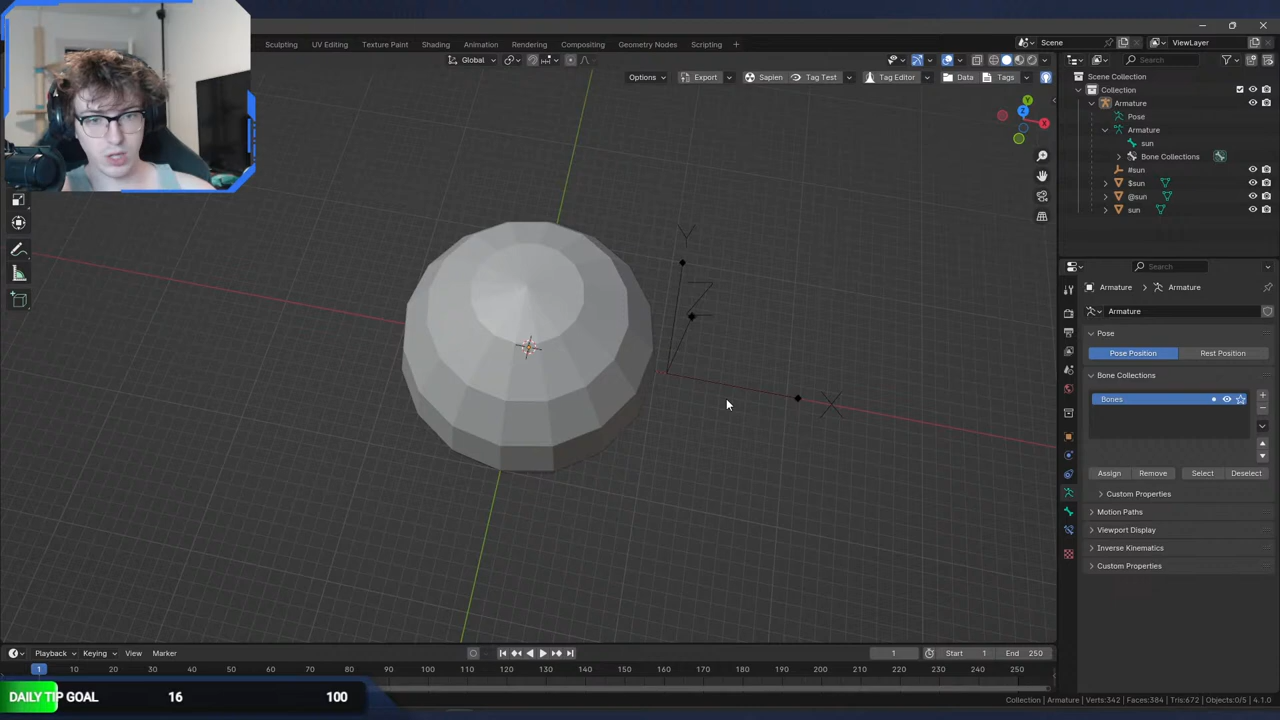 Sculpting UV Editing Texture Paint Shading Animation Rendering Compositing Geometry Nodes Scripting +
Scene
ViewLayer
Global
Search
Options
Export
Sapien
Tag Test
Tag Editor
Data
Tags
Y
Z
X
Y
Z
X
Scene Collection
Collection
Armature
Pose
Armature
sun
Bone Collections
#sun
$sun
@sun
sun
Search
Armature > Armature
Armature
Pose
Pose Position Rest Position
Bone Collections
Bones
Assign Remove Select Deselect
Custom Properties
Motion Paths
Viewport Display
Inverse Kinematics
Custom Properties
Playback Keying View Marker
1 Start 1 End 250
1 10 20 30 40 50 60 70 80 90 100 110 120 130 140 150 160 170 180 190 200 210 220 230 240 250
DAILY TIP GOAL 16 100
Collection | Armature | Verts:342 | Faces:384 | Tris:672 | Objects:0/5 | 4.1.0